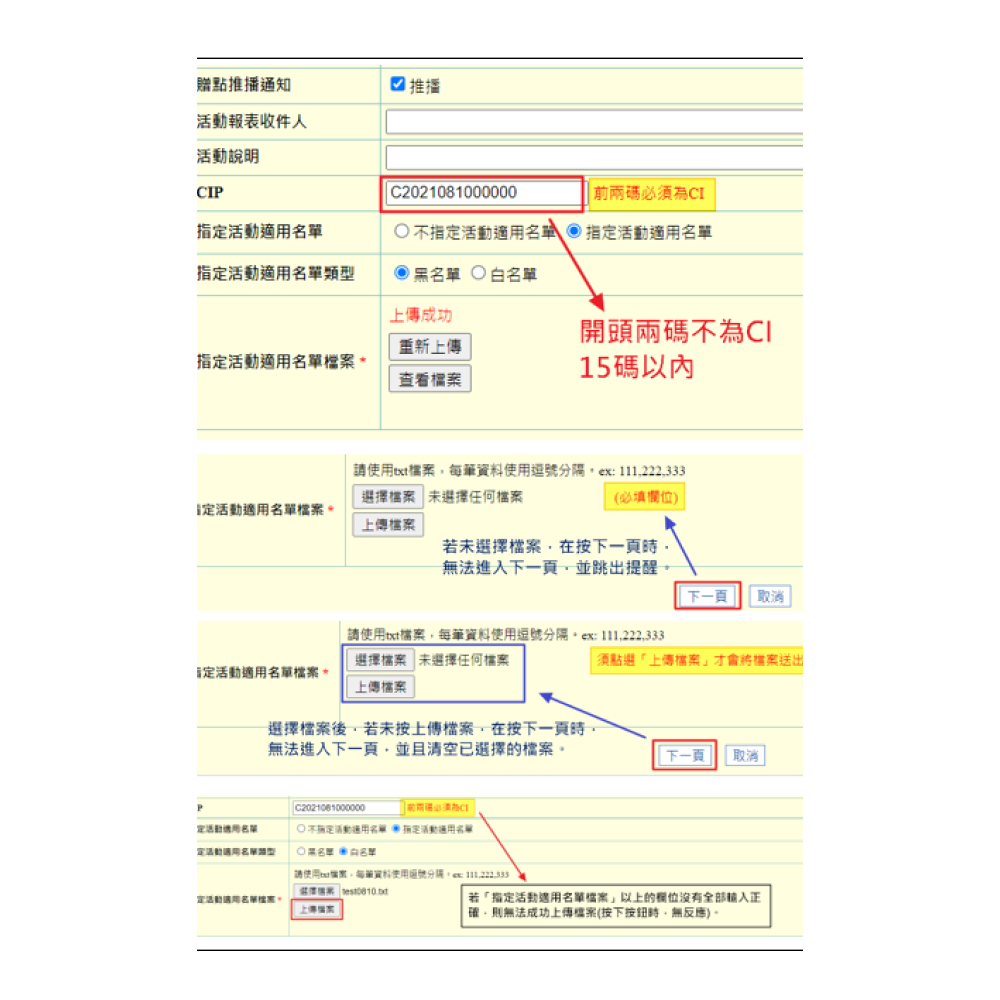 贈點推播通知
推播
活動報表收件人
活動說明
CIP
C2021081000000
前兩碼必須為CI
指定活動適用名單
不指定活動適用名單
指定活動適用名單
指定活動適用名單類型
黑名單
白名單
上傳成功
重新上傳
查看檔案
指定活動適用名單檔案 *
開頭兩碼不為CI
15碼以內
請使用txt檔案,每筆資料使用逗號分隔。ex: 111,222,333
選擇檔案 未選擇任何檔案
(必填欄位)
定活動適用名單檔案 *
上傳檔案
若未選擇檔案,在按下一頁時,
無法進入下一頁,並跳出提醒。
下一頁
取消
請使用txt檔案,每筆資料使用逗號分隔。ex: 111,222,333
選擇檔案 未選擇任何檔案
須點選「上傳檔案」才會將檔案送出
定活動適用名單檔案 *
上傳檔案
選擇檔案後,若未按上傳檔案,在按下一頁時,
無法進入下一頁,並且清空已選擇的檔案。
下一頁
取消
P
C2021081000000
前兩碼必須為CI
定活動適用名單
不指定活動適用名單
指定活動適用名單
定活動適用名單類型
黑名單
白名單
請使用txt檔案,每筆資料使用逗號分隔。ex: 111,222,333
選擇檔案 test0810.txt
定活動適用名單檔案 *
上傳檔案
若「指定活動適用名單檔案」以上的欄位沒有全部輸入正
確,則無法成功上傳檔案(按下按鈕時,無反應)。